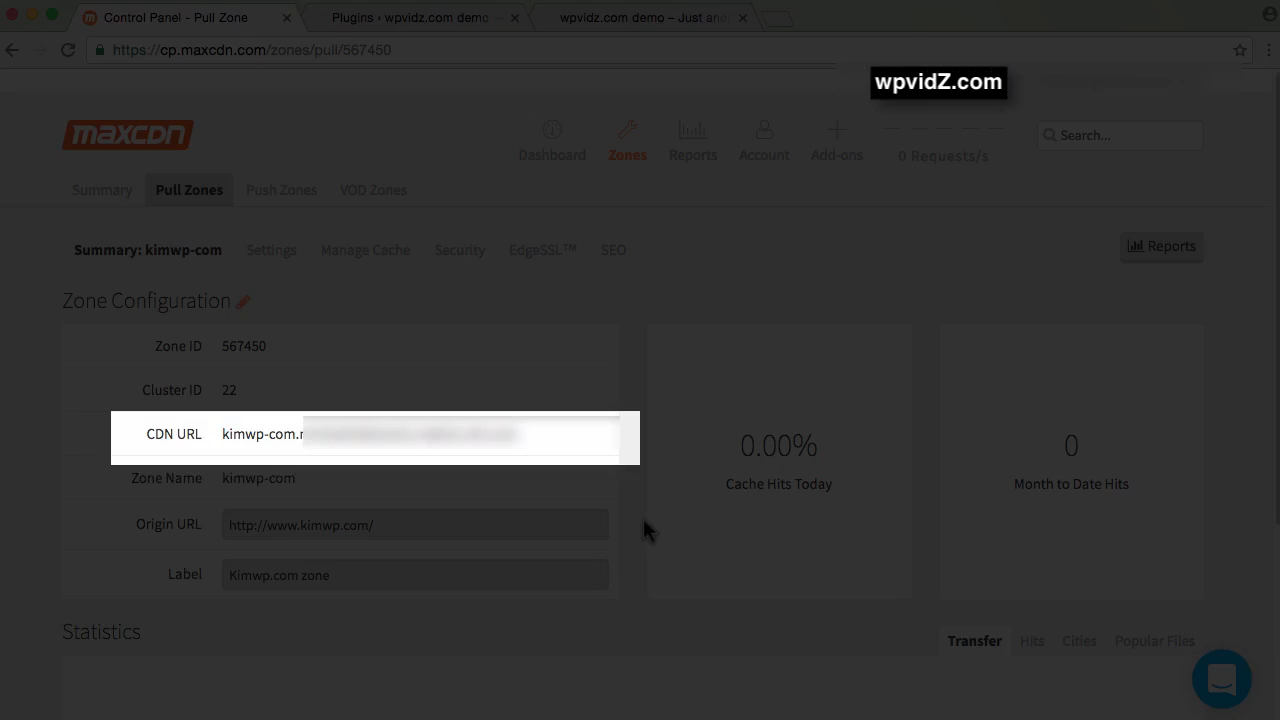 Control Panel - Pull Zone
Plugins ‹ wpvidz.com demo —
wpvidz.com demo – Just ano
https://cp.maxcdn.com/zones/pull/567450
wpvidZ.com
maxcdn
Dashboard
Zones
Reports
Account
Add-ons
0 Requests/s
Search...
Summary
Pull Zones
Push Zones
VOD Zones
Summary: kimwp-com
Settings
Manage Cache
Security
EdgeSSL™
SEO
Reports
Zone Configuration
Zone ID 567450
Cluster ID 22
CDN URL kimwp-com.
Zone Name kimwp-com
Origin URL http://www.kimwp.com/
Label Kimwp.com zone
0.00%
Cache Hits Today
0
Month to Date Hits
Statistics
Transfer
Hits
Cities
Popular Files